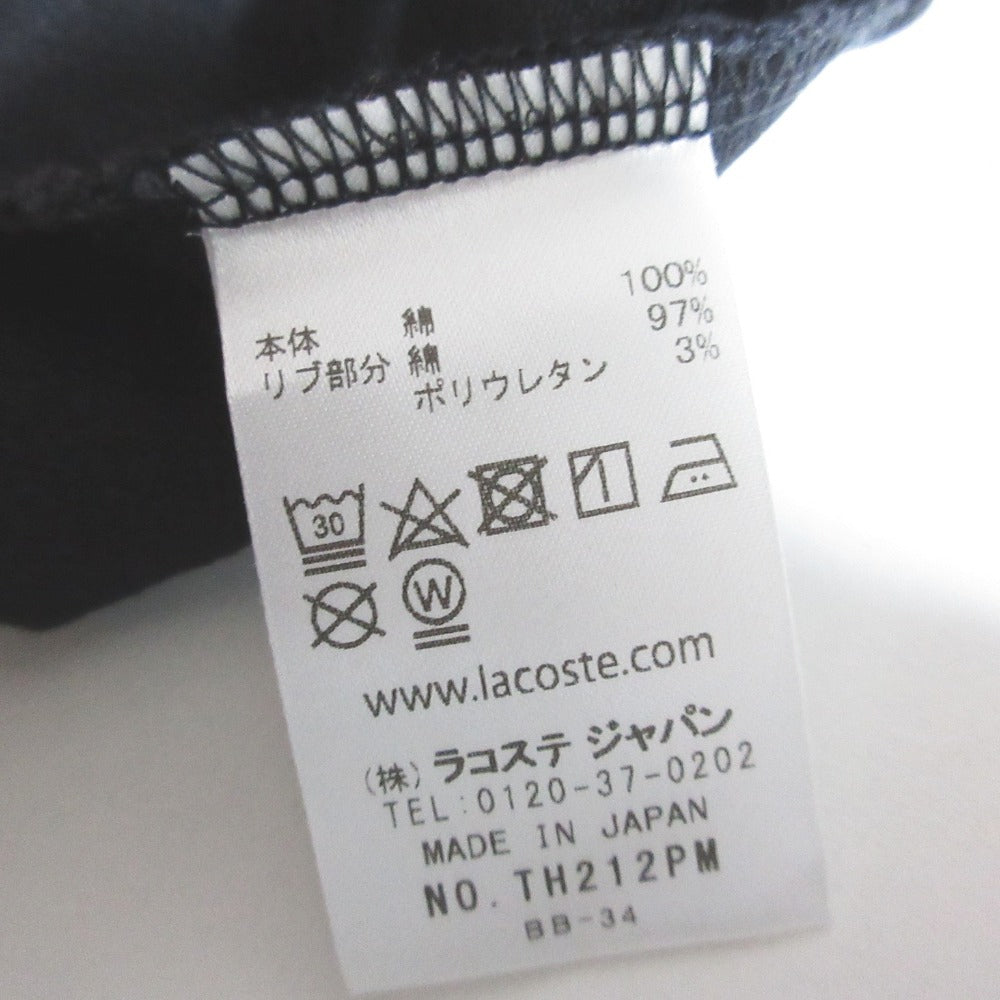 本体 綿 100%
リブ部分 綿 97%
ポリウレタン 3%
30
W
www.lacoste.com
(株) ラコステ ジャパン
TEL:0120-37-0202
MADE IN JAPAN
NO. TH212PM
BB-34